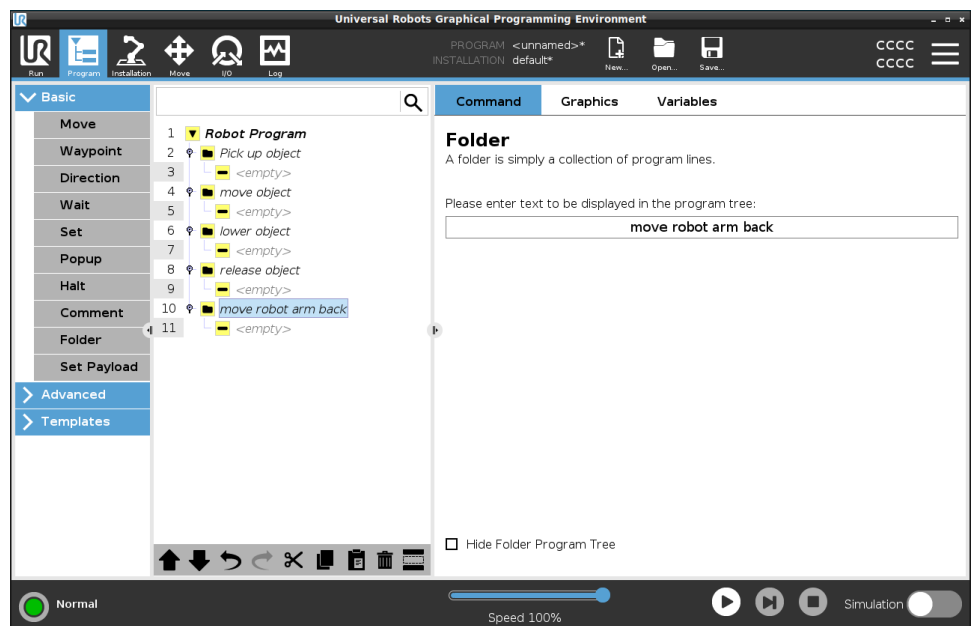 UR
Universal Robots Graphical Programming Environment
UR
Run
Program
Installation
Move
I/O
Log
PROGRAM <unnamed>*
INSTALLATION default*
New...
Open...
Save...
CCCC
CCCC
Basic
Move
Waypoint
Direction
Wait
Set
Popup
Halt
Comment
Folder
Set Payload
Advanced
Templates
1 Robot Program
2 Pick up object
3 <empty>
4 move object
5 <empty>
6 lower object
7 <empty>
8 release object
9 <empty>
10 move robot arm back
11 <empty>
Command Graphics Variables
Folder
A folder is simply a collection of program lines.
Please enter text to be displayed in the program tree:
move robot arm back
Hide Folder Program Tree
Normal
Speed 100%
Simulation